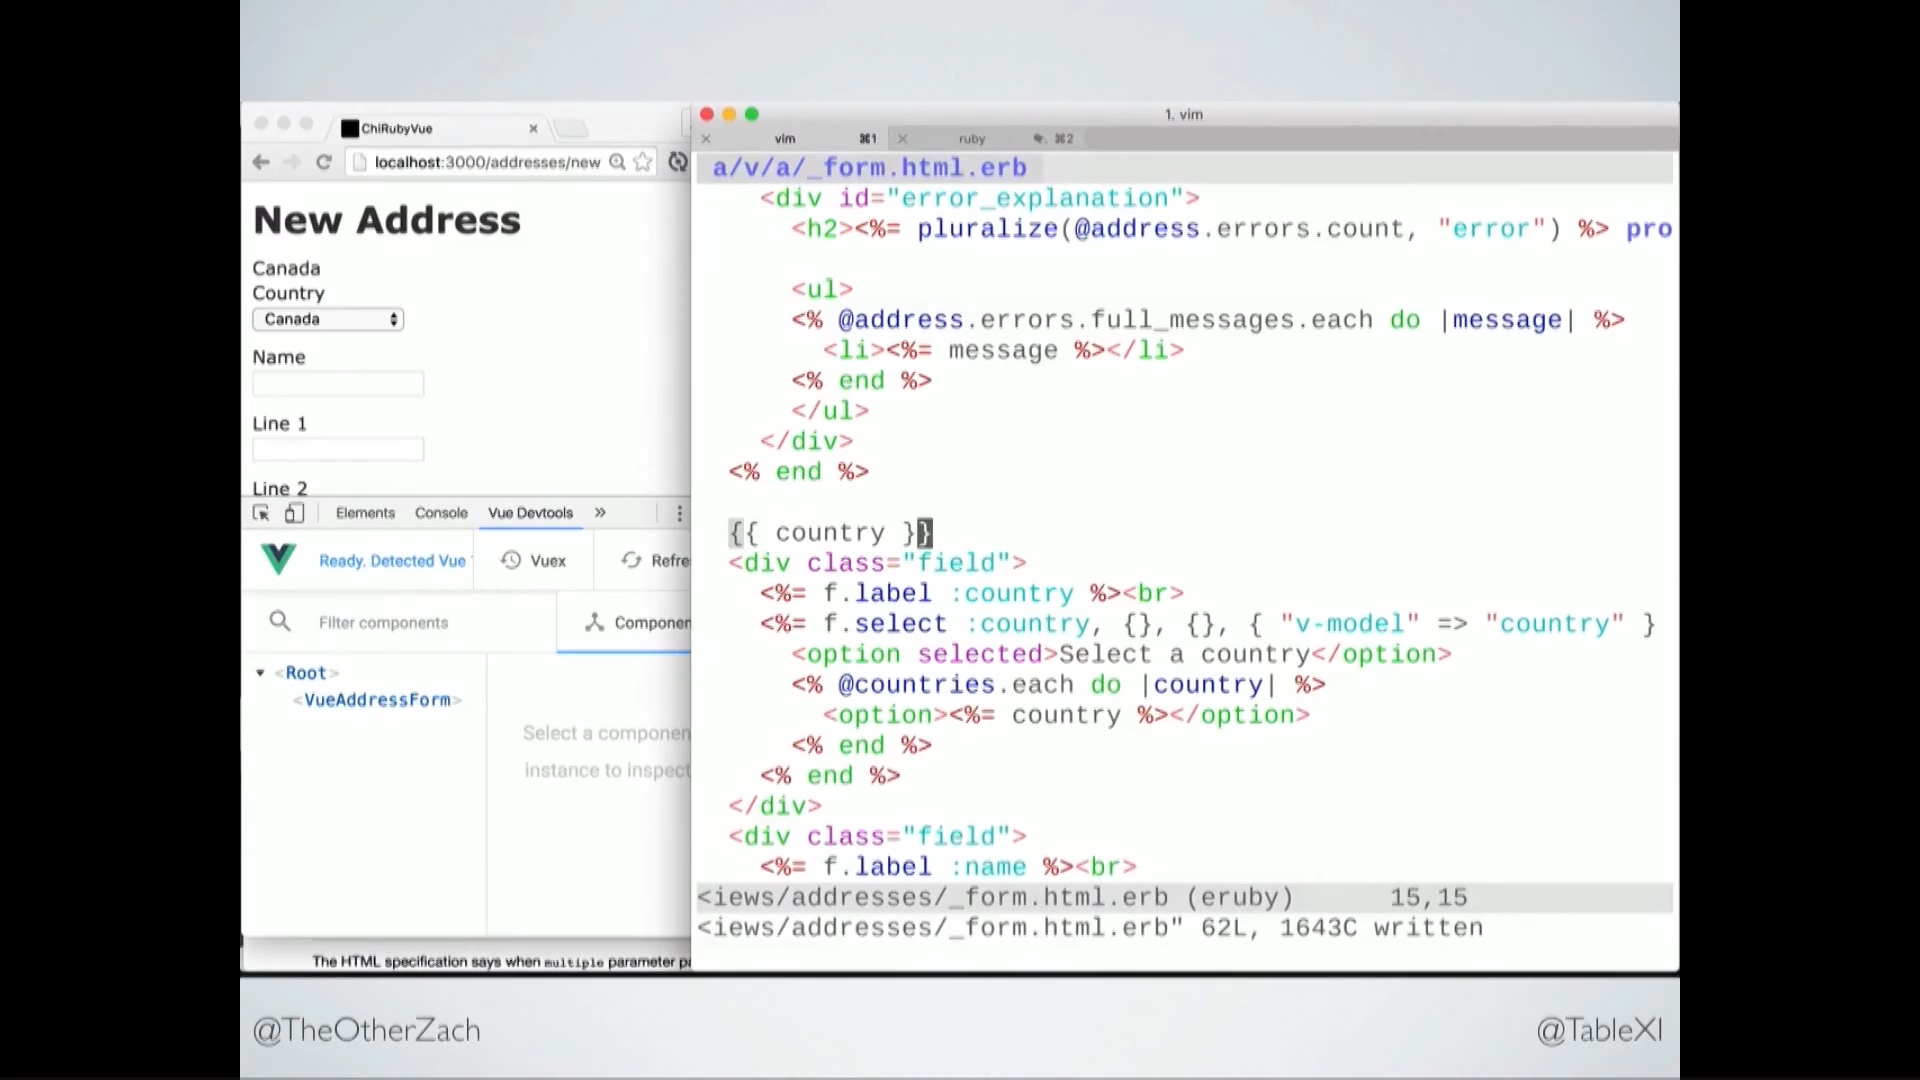 ChiRubyVue
localhost:3000/addresses/new
New Address
Canada
Country
Canada
Name
Line 1
Line 2
Elements Console Vue Devtools »
Ready. Detected Vue
Vuex
Refre
Filter components
Componen
<Root>
<VueAddressForm>
Select a componen
instance to inspect
The HTML specification says when multiple parameter pa
1. vim
vim ⌘1 ruby ⌘2
a/v/a/_form.html.erb
<div id="error_explanation">
<h2><%= pluralize(@address.errors.count, "error") %> pro
<ul>
<% @address.errors.full_messages.each do |message| %>
<li><%= message %></li>
<% end %>
</ul>
</div>
<% end %>
{{ country }}
<div class="field">
<%= f.label :country %><br>
<%= f.select :country, {}, {}, { "v-model" => "country" }
<option selected>Select a country</option>
<% @countries.each do |country| %>
<option><%= country %></option>
<% end %>
<% end %>
</div>
<div class="field">
<%= f.label :name %><br>
<iews/addresses/_form.html.erb (eruby) 15,15
<iews/addresses/_form.html.erb" 62L, 1643C written
@TheOtherZach
@TableXI